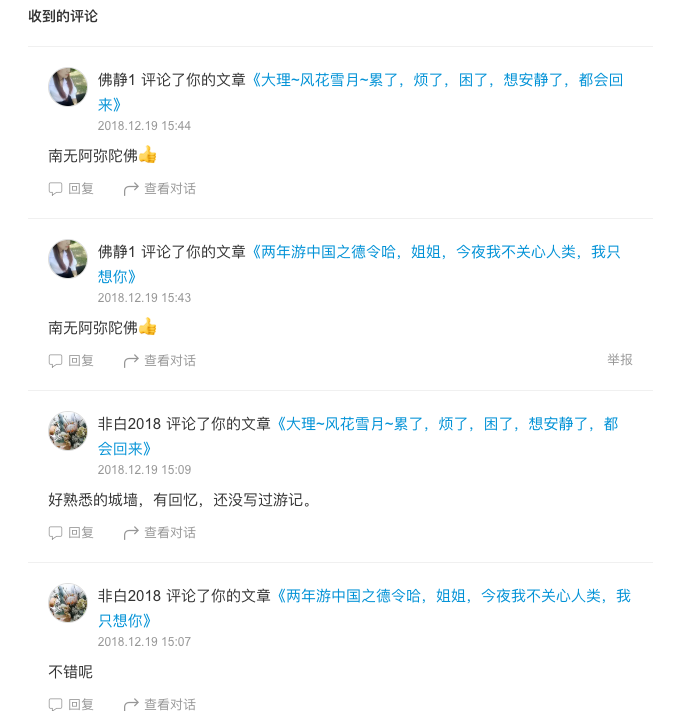 收到的评论
佛静1 评论了你的文章《大理~风花雪月~累了，烦了，困了，想安静了，都会回
来》
2018.12.19 15:44
南无阿弥陀佛👍
回复 查看对话
佛静1 评论了你的文章《两年游中国之德令哈，姐姐，今夜我不关心人类，我只
想你》
2018.12.19 15:43
南无阿弥陀佛👍
回复 查看对话 举报
非白2018 评论了你的文章《大理~风花雪月~累了，烦了，困了，想安静了，都
会回来》
2018.12.19 15:09
好熟悉的城墙，有回忆，还没写过游记。
回复 查看对话
非白2018 评论了你的文章《两年游中国之德令哈，姐姐，今夜我不关心人类，我
只想你》
2018.12.19 15:07
不错呢
回复 查看对话